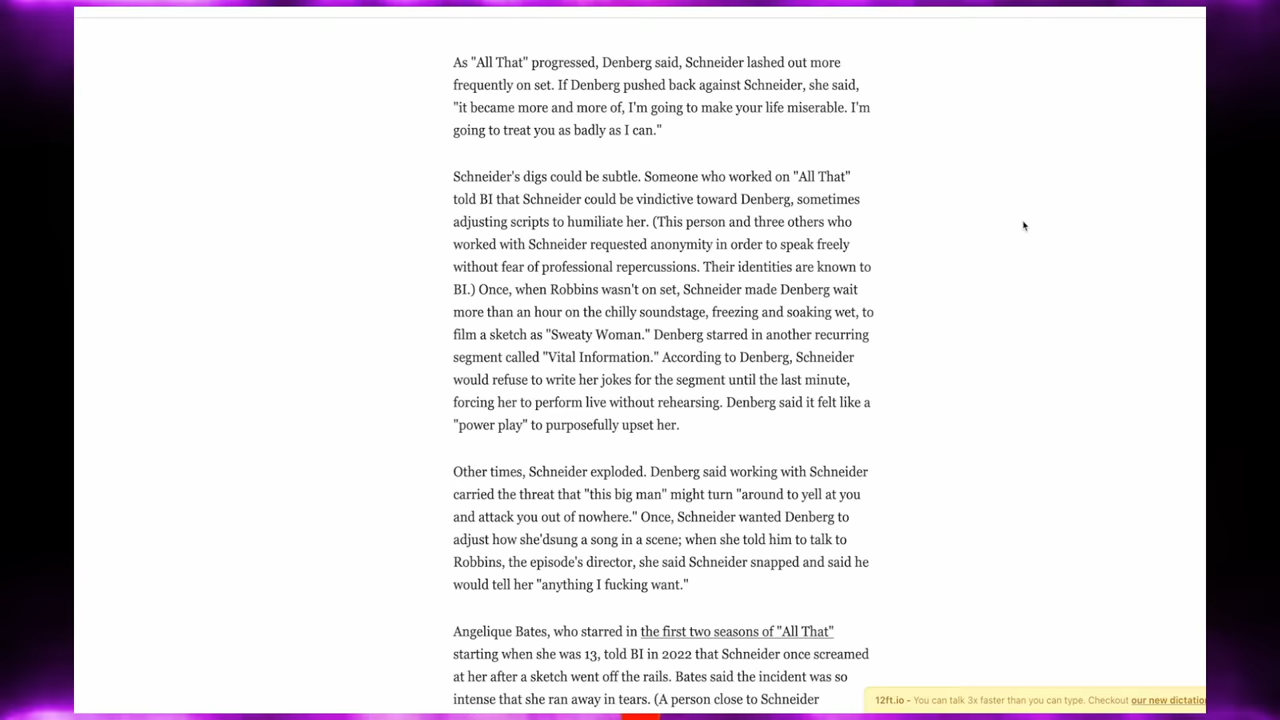 As "All That" progressed, Denberg said, Schneider lashed out more
frequently on set. If Denberg pushed back against Schneider, she said,
"it became more and more of, I'm going to make your life miserable. I'm
going to treat you as badly as I can."
Schneider's digs could be subtle. Someone who worked on "All That"
told BI that Schneider could be vindictive toward Denberg, sometimes
adjusting scripts to humiliate her. (This person and three others who
worked with Schneider requested anonymity in order to speak freely
without fear of professional repercussions. Their identities are known to
BI.) Once, when Robbins wasn't on set, Schneider made Denberg wait
more than an hour on the chilly soundstage, freezing and soaking wet, to
film a sketch as "Sweaty Woman." Denberg starred in another recurring
segment called "Vital Information." According to Denberg, Schneider
would refuse to write her jokes for the segment until the last minute,
forcing her to perform live without rehearsing. Denberg said it felt like a
"power play" to purposefully upset her.
Other times, Schneider exploded. Denberg said working with Schneider
carried the threat that "this big man" might turn "around to yell at you
and attack you out of nowhere." Once, Schneider wanted Denberg to
adjust how she'dsung a song in a scene; when she told him to talk to
Robbins, the episode's director, she said Schneider snapped and said he
would tell her "anything I fucking want."
Angelique Bates, who starred in the first two seasons of "All That"
starting when she was 13, told BI in 2022 that Schneider once screamed
at her after a sketch went off the rails. Bates said the incident was so
intense that she ran away in tears. (A person close to Schneider
12ft.io - You can talk 3x faster than you can type. Checkout our new dictatio